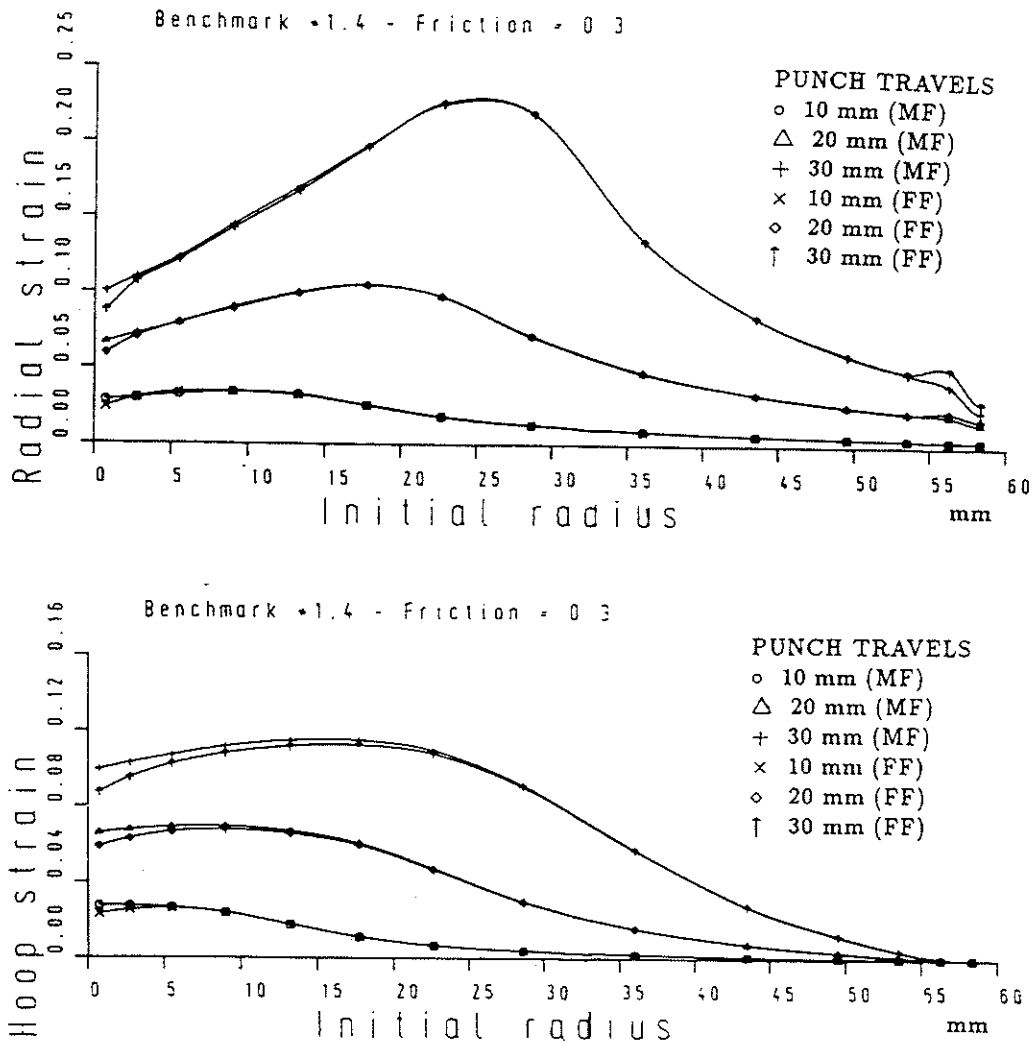 Benchmark *1.4 - Friction = 0 3
Radial strain
0.25
0.20
0.15
0.10
0.05
0.00
PUNCH TRAVELS
10 mm (MF)
20 mm (MF)
30 mm (MF)
10 mm (FF)
20 mm (FF)
30 mm (FF)
0 5 10 15 20 25 30 35 40 45 50 55 60
Initial radius mm
Benchmark *1.4 - Friction = 0 3
Hoop strain
0.16
0.12
0.08
0.04
0.00
PUNCH TRAVELS
10 mm (MF)
20 mm (MF)
30 mm (MF)
10 mm (FF)
20 mm (FF)
30 mm (FF)
0 5 10 15 20 25 30 35 40 45 50 55 60
Initial radius mm